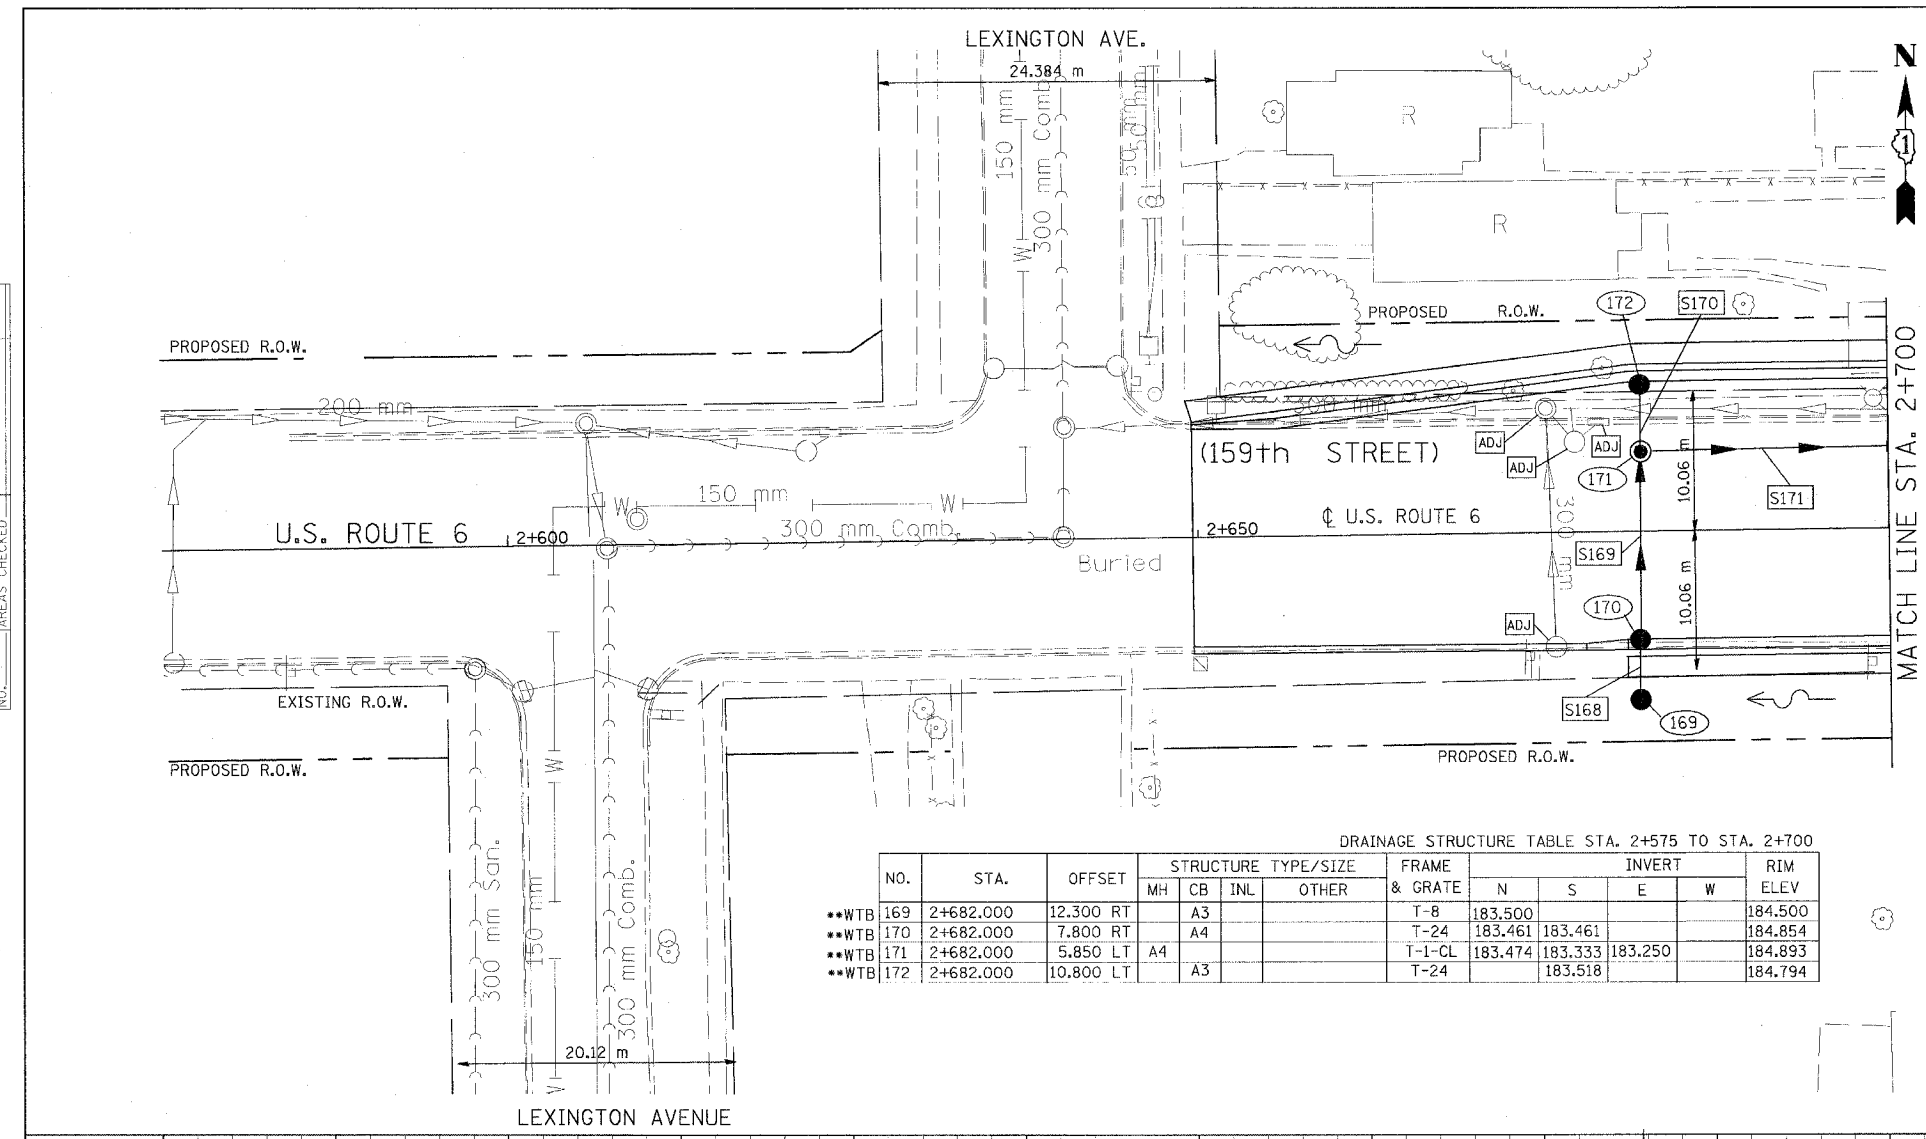 LEXINGTON AVE.
24.384 m
N
1
150 mm
300 mm Comb.
50 mm
50 mm
W
R
R
172
S170
PROPOSED R.O.W.
PROPOSED R.O.W.
MATCH LINE STA. 2+700
200 mm
300 mm
(159th STREET)
ADJ
ADJ
ADJ
171
10.06 m
S171
W 150 mm W
U.S. ROUTE 6
2+600
300 mm Comb.
2+650
℄ U.S. ROUTE 6
300 mm
Buried
S169
10.06 m
170
ADJ
EXISTING R.O.W.
S168
169
PROPOSED R.O.W.
PROPOSED R.O.W.
W
300 mm San.
150 mm
300 mm Comb.
W
20.12 m
LEXINGTON AVENUE
DRAINAGE STRUCTURE TABLE STA. 2+575 TO STA. 2+700
NO. STA. OFFSET STRUCTURE TYPE/SIZE FRAME & GRATE INVERT RIM ELEV
MH CB INL OTHER N S E W
**WTB 169 2+682.000 12.300 RT A3 T-8 183.500 184.500
**WTB 170 2+682.000 7.800 RT A4 T-24 183.461 183.461 184.854
**WTB 171 2+682.000 5.850 LT A4 T-1-CL 183.474 183.333 183.250 184.893
**WTB 172 2+682.000 10.800 LT A3 T-24 183.518 184.794
NO. AREAS CHECKED